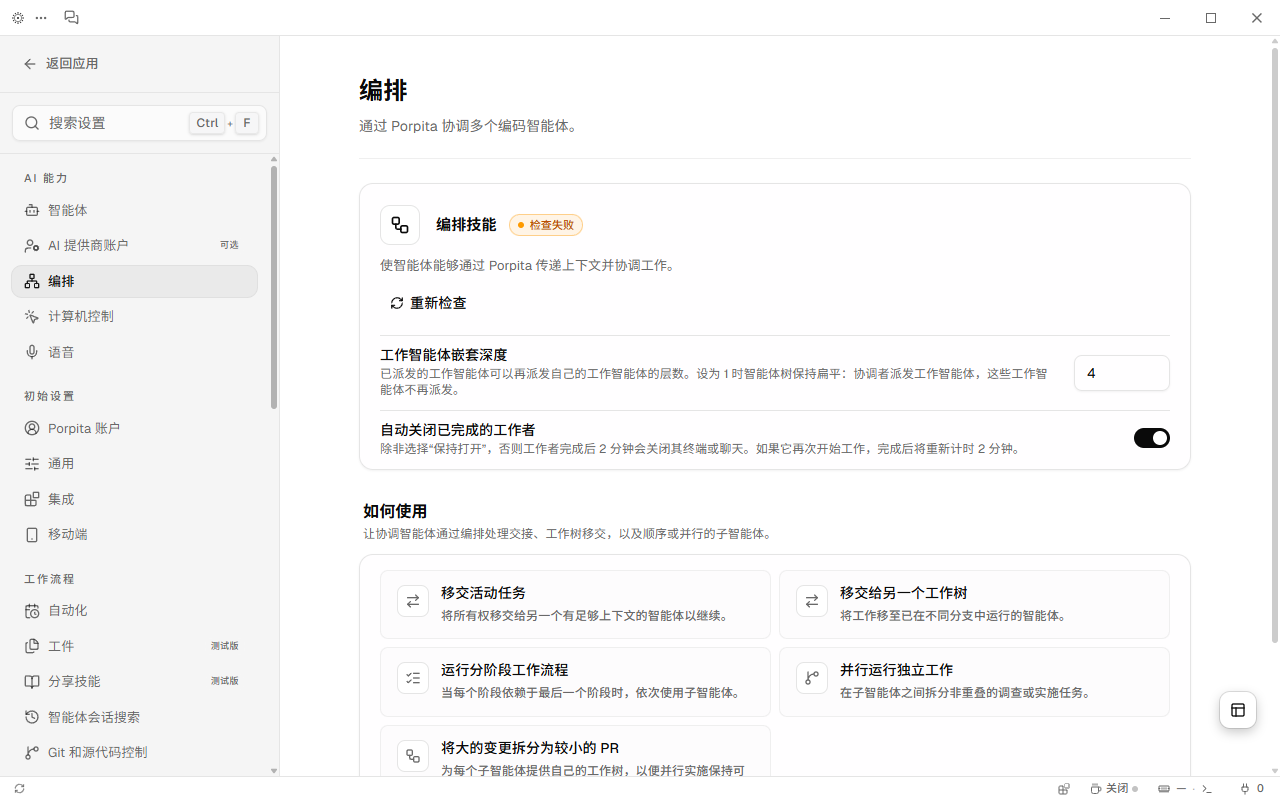 返回应用
搜索设置 Ctrl + F
AI 能力
智能体
AI 提供商账户 可选
编排
计算机控制
语音
初始设置
Porpita 账户
通用
集成
移动端
工作流程
自动化
工件 测试版
分享技能 测试版
智能体会话搜索
Git 和源代码控制
编排
通过 Porpita 协调多个编码智能体。
编排技能 检查失败
使智能体能够通过 Porpita 传递上下文并协调工作。
重新检查
工作智能体嵌套深度
已派发的工作智能体可以再派发自己的工作智能体的层数。设为 1 时智能体树保持扁平：协调者派发工作智能体，这些工作智
能体不再派发。
4
自动关闭已完成的工作者
除非选择“保持打开”，否则工作者完成后 2 分钟会关闭其终端或聊天。如果它再次开始工作，完成后将重新计时 2 分钟。
如何使用
让协调智能体通过编排处理交接、工作树移交，以及顺序或并行的子智能体。
移交活动任务
将所有权移交给另一个有足够上下文的智能体以继续。
移交给另一个工作树
将工作移至已在不同分支中运行的智能体。
运行分阶段工作流程
当每个阶段依赖于最后一个阶段时，依次使用子智能体。
并行运行独立工作
在子智能体之间拆分非重叠的调查或实施任务。
将大的变更拆分为较小的 PR
为每个子智能体提供自己的工作树，以便并行实施保持可
关闭
0